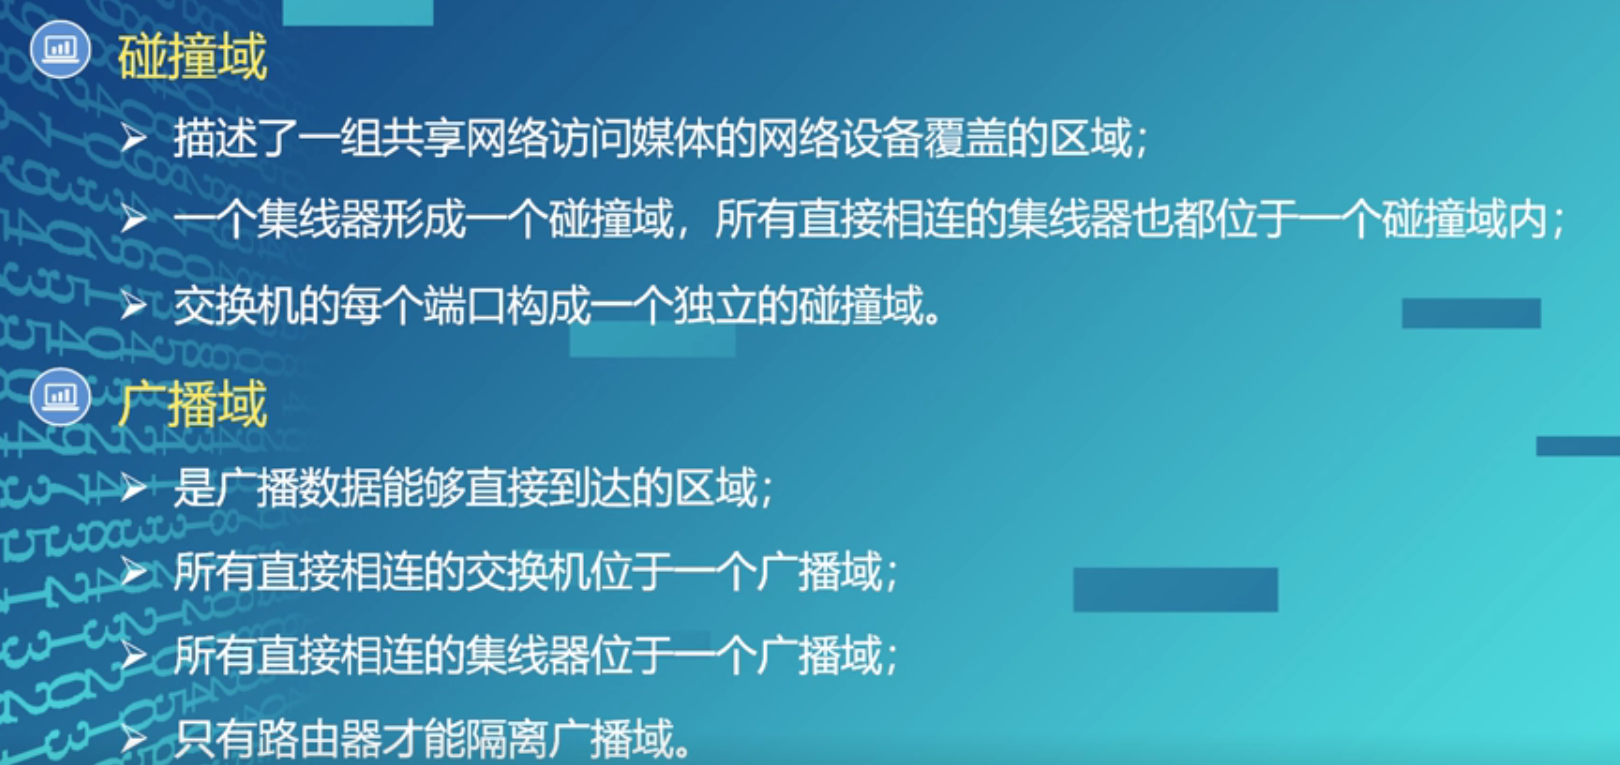 碰撞域
描述了一组共享网络访问媒体的网络设备覆盖的区域；
一个集线器形成一个碰撞域，所有直接相连的集线器也都位于一个碰撞域内；
交换机的每个端口构成一个独立的碰撞域。
广播域
是广播数据能够直接到达的区域；
所有直接相连的交换机位于一个广播域；
所有直接相连的集线器位于一个广播域；
只有路由器才能隔离广播域。